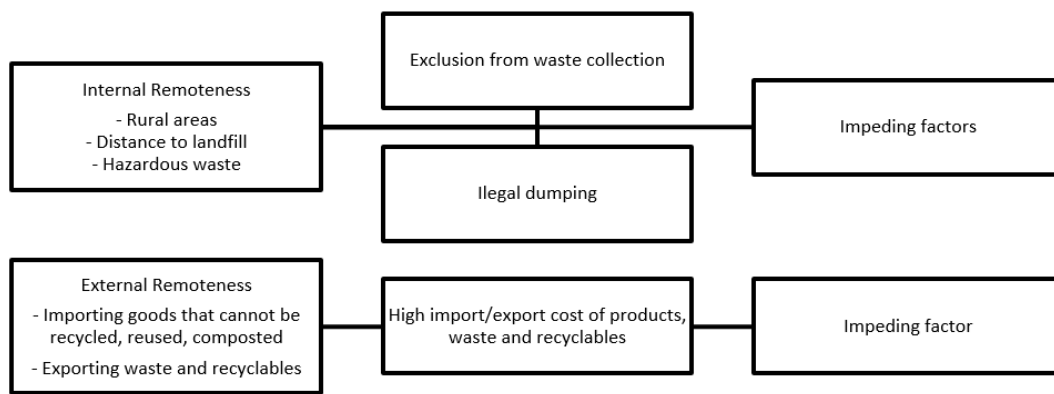 Exclusion from waste collection
Internal Remoteness
- Rural areas
- Distance to landfill
- Hazardous waste
Impeding factors
Ilegal dumping
External Remoteness
- Importing goods that cannot be
recycled, reused, composted
- Exporting waste and recyclables
High import/export cost of products,
waste and recyclables
Impeding factor